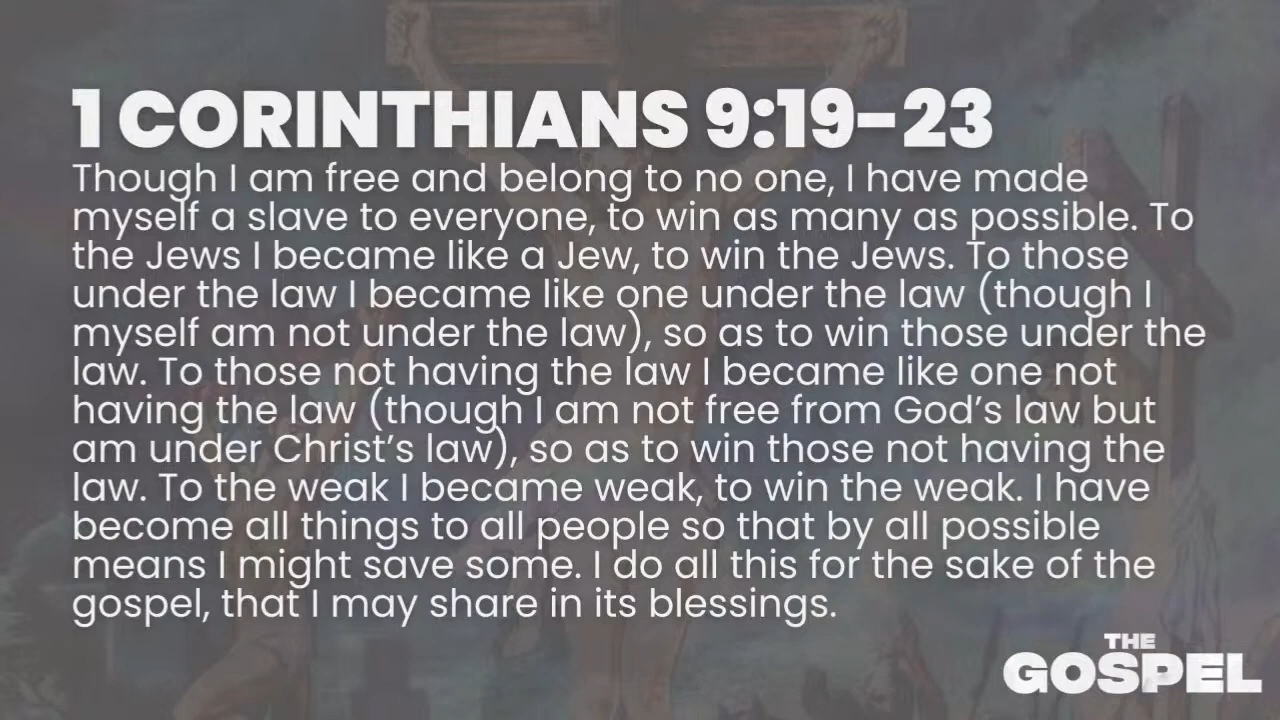 1 CORINTHIANS 9:19-23
Though I am free and belong to no one, I have made
myself a slave to everyone, to win as many as possible. To
the Jews I became like a Jew, to win the Jews. To those
under the law I became like one under the law (though I
myself am not under the law), so as to win those under the
law. To those not having the law I became like one not
having the law (though I am not free from God’s law but
am under Christ’s law), so as to win those not having the
law. To the weak I became weak, to win the weak. I have
become all things to all people so that by all possible
means I might save some. I do all this for the sake of the
gospel, that I may share in its blessings.
THE
GOSPEL